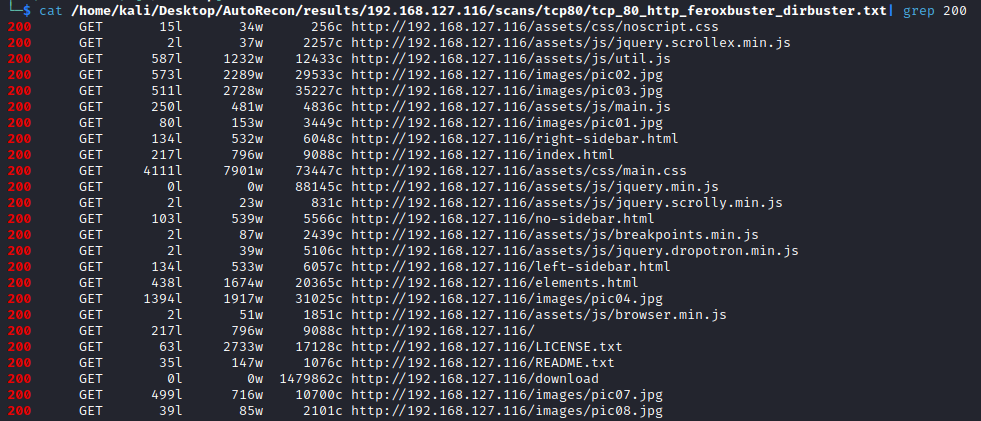 └─$ cat /home/kali/Desktop/AutoRecon/results/192.168.127.116/scans/tcp80/tcp_80_http_feroxbuster_dirbuster.txt| grep 200
200 GET 15l 34w 256c http://192.168.127.116/assets/css/noscript.css
200 GET 2l 37w 2257c http://192.168.127.116/assets/js/jquery.scrollex.min.js
200 GET 587l 1232w 12433c http://192.168.127.116/assets/js/util.js
200 GET 573l 2289w 29533c http://192.168.127.116/images/pic02.jpg
200 GET 511l 2728w 35227c http://192.168.127.116/images/pic03.jpg
200 GET 250l 481w 4836c http://192.168.127.116/assets/js/main.js
200 GET 80l 153w 3449c http://192.168.127.116/images/pic01.jpg
200 GET 134l 532w 6048c http://192.168.127.116/right-sidebar.html
200 GET 217l 796w 9088c http://192.168.127.116/index.html
200 GET 4111l 7901w 73447c http://192.168.127.116/assets/css/main.css
200 GET 0l 0w 88145c http://192.168.127.116/assets/js/jquery.min.js
200 GET 2l 23w 831c http://192.168.127.116/assets/js/jquery.scrolly.min.js
200 GET 103l 539w 5566c http://192.168.127.116/no-sidebar.html
200 GET 2l 87w 2439c http://192.168.127.116/assets/js/breakpoints.min.js
200 GET 2l 39w 5106c http://192.168.127.116/assets/js/jquery.dropotron.min.js
200 GET 134l 533w 6057c http://192.168.127.116/left-sidebar.html
200 GET 438l 1674w 20365c http://192.168.127.116/elements.html
200 GET 1394l 1917w 31025c http://192.168.127.116/images/pic04.jpg
200 GET 2l 51w 1851c http://192.168.127.116/assets/js/browser.min.js
200 GET 217l 796w 9088c http://192.168.127.116/
200 GET 63l 2733w 17128c http://192.168.127.116/LICENSE.txt
200 GET 35l 147w 1076c http://192.168.127.116/README.txt
200 GET 0l 0w 1479862c http://192.168.127.116/download
200 GET 499l 716w 10700c http://192.168.127.116/images/pic07.jpg
200 GET 39l 85w 2101c http://192.168.127.116/images/pic08.jpg